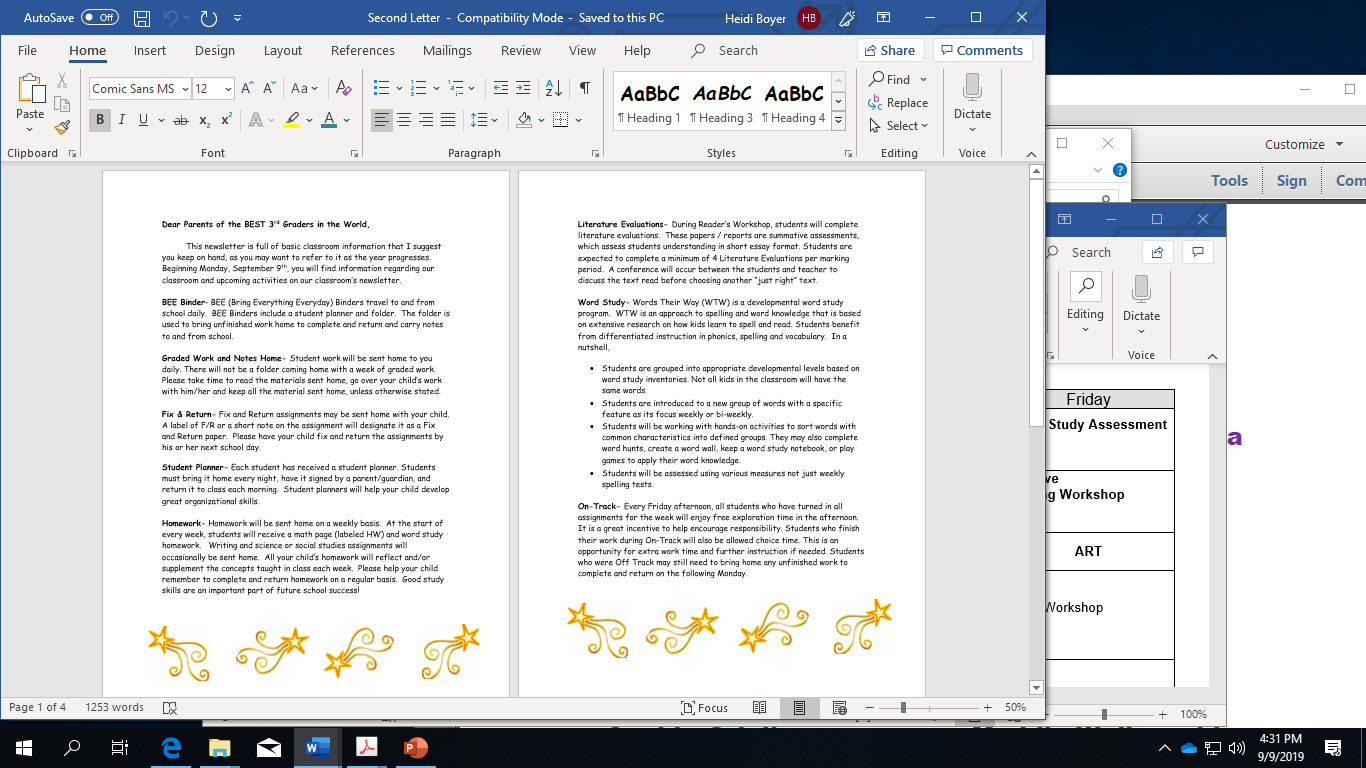 AutoSave Off Second Letter - Compatibility Mode - Saved to this PC Heidi Boyer HB
File Home Insert Design Layout References Mailings Review View Help Search Share Comments
Comic Sans MS 12 Aa
Paste
B I U ab x₂ x² A A
AaBbC AaBbC AaBbC
¶ Heading 1 ¶ Heading 3 ¶ Heading 4
Find
Replace
Select
Dictate
Clipboard Font Paragraph Styles Editing Voice
Dear Parents of the BEST 3rd Graders in the World,
This newsletter is full of basic classroom information that I suggest
you keep on hand, as you may want to refer to it as the year progresses.
Beginning Monday, September 9th, you will find information regarding our
classroom and upcoming activities on our classroom's newsletter.
BEE Binder- BEE (Bring Everything Everyday) Binders travel to and from
school daily. BEE Binders include a student planner and folder. The folder is
used to bring unfinished work home to complete and return and carry notes
to and from school.
Graded Work and Notes Home- Student work will be sent home to you
daily. There will not be a folder coming home with a week of graded work.
Please take time to read the materials sent home, go over your child's work
with him/her and keep all the material sent home, unless otherwise stated.
Fix & Return- Fix and Return assignments may be sent home with your child.
A label of F/R or a short note on the assignment will designate it as a Fix
and Return paper. Please have your child fix and return the assignments by
his or her next school day.
Student Planner- Each student has received a student planner. Students
must bring it home every night, have it signed by a parent/guardian, and
return it to class each morning. Student planners will help your child develop
great organizational skills.
Homework- Homework will be sent home on a weekly basis. At the start of
every week, students will receive a math page (labeled HW) and word study
homework. Writing and science or social studies assignments will
occasionally be sent home. All your child's homework will reflect and/or
supplement the concepts taught in class each week. Please help your child
remember to complete and return homework on a regular basis. Good study
skills are an important part of future school success!
Literature Evaluations- During Reader's Workshop, students will complete
literature evaluations. These papers / reports are summative assessments,
which assess students understanding in short essay format. Students are
expected to complete a minimum of 4 Literature Evaluations per marking
period. A conference will occur between the students and teacher to
discuss the text read before choosing another "just right" text.
Word Study- Words Their Way (WTW) is a developmental word study
program. WTW is an approach to spelling and word knowledge that is based
on extensive research on how kids learn to spell and read. Students benefit
from differentiated instruction in phonics, spelling and vocabulary. In a
nutshell,
• Students are grouped into appropriate developmental levels based on
word study inventories. Not all kids in the classroom will have the
same words.
• Students are introduced to a new group of words with a specific
feature as its focus weekly or bi-weekly.
• Students will be working with hands-on activities to sort words with
common characteristics into defined groups. They may also complete
word hunts, create a word wall, keep a word study notebook, or play
games to apply their word knowledge.
• Students will be assessed using various measures not just weekly
spelling tests.
On-Track- Every Friday afternoon, all students who have turned in all
assignments for the week will enjoy free exploration time in the afternoon.
It is a great incentive to help encourage responsibility. Students who finish
their work during On-Track will also be allowed choice time. This is an
opportunity for extra work time and further instruction if needed. Students
who were Off Track may still need to bring home any unfinished work to
complete and return on the following Monday.
Customize
Tools Sign Com
Search
Editing
Dictate
Voice
Friday
Study Assessment
a
ve
g Workshop
ART
Workshop
100%
Page 1 of 4 1253 words Focus 50%
4:31 PM
9/9/2019